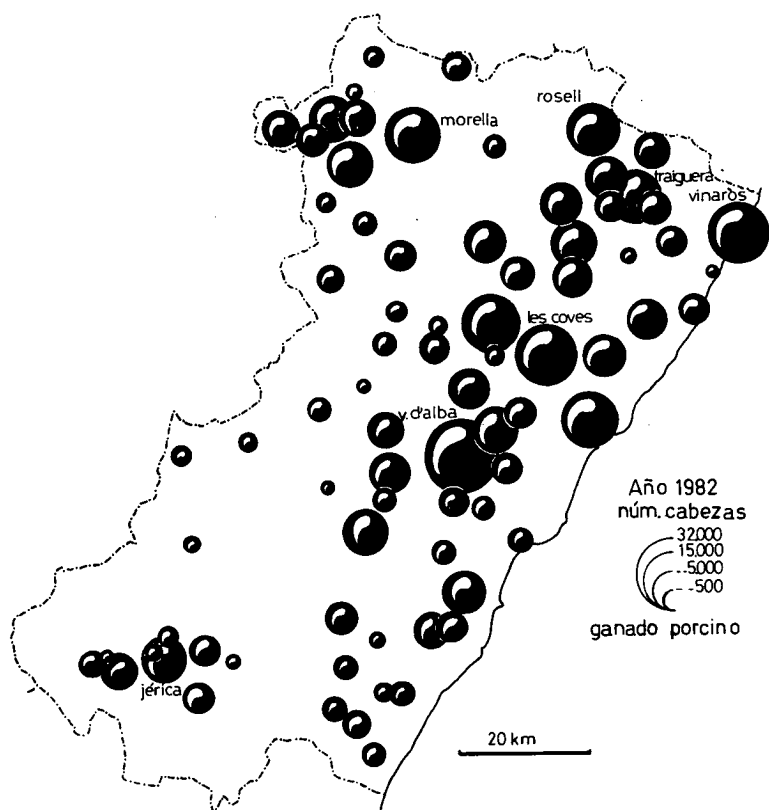 rosell
morella
traiguera
vinaros
les coves
v. d'alba
Año 1982
núm. cabezas
32.000
15.000
5.000
500
ganado porcino
jérica
20 km